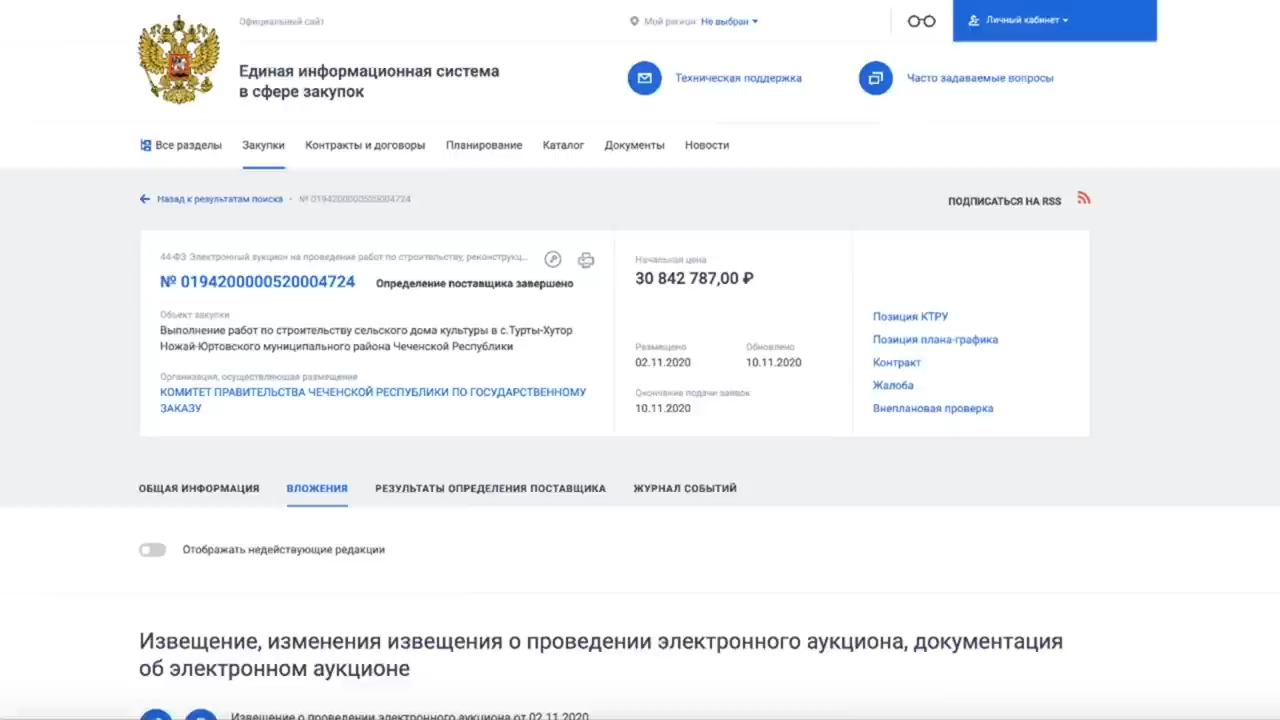 Официальный сайт
Мой регион: Не выбран
Личный кабинет
Единая информационная система
в сфере закупок
Техническая поддержка
Часто задаваемые вопросы
Все разделы Закупки Контракты и договоры Планирование Каталог Документы Новости
Назад к результатам поиска · № 0194200000520004724
ПОДПИСАТЬСЯ НА RSS
44-ФЗ Электронный аукцион на проведение работ по строительству, реконструкц...
№ 0194200000520004724 Определение поставщика завершено
Объект закупки
Выполнение работ по строительству сельского дома культуры в с.Турты-Хутор
Ножай-Юртовского муниципального района Чеченской Республики
Организация, осуществляющая размещение
КОМИТЕТ ПРАВИТЕЛЬСТВА ЧЕЧЕНСКОЙ РЕСПУБЛИКИ ПО ГОСУДАРСТВЕННОМУ
ЗАКАЗУ
Начальная цена
30 842 787,00 ₽
Размещено Обновлено
02.11.2020 10.11.2020
Окончание подачи заявок
10.11.2020
Позиция КТРУ
Позиция плана-графика
Контракт
Жалоба
Внеплановая проверка
ОБЩАЯ ИНФОРМАЦИЯ ВЛОЖЕНИЯ РЕЗУЛЬТАТЫ ОПРЕДЕЛЕНИЯ ПОСТАВЩИКА ЖУРНАЛ СОБЫТИЙ
Отображать недействующие редакции
Извещение, изменения извещения о проведении электронного аукциона, документация
об электронном аукционе
Извещение о проведении электронного аукциона от 02.11.2020